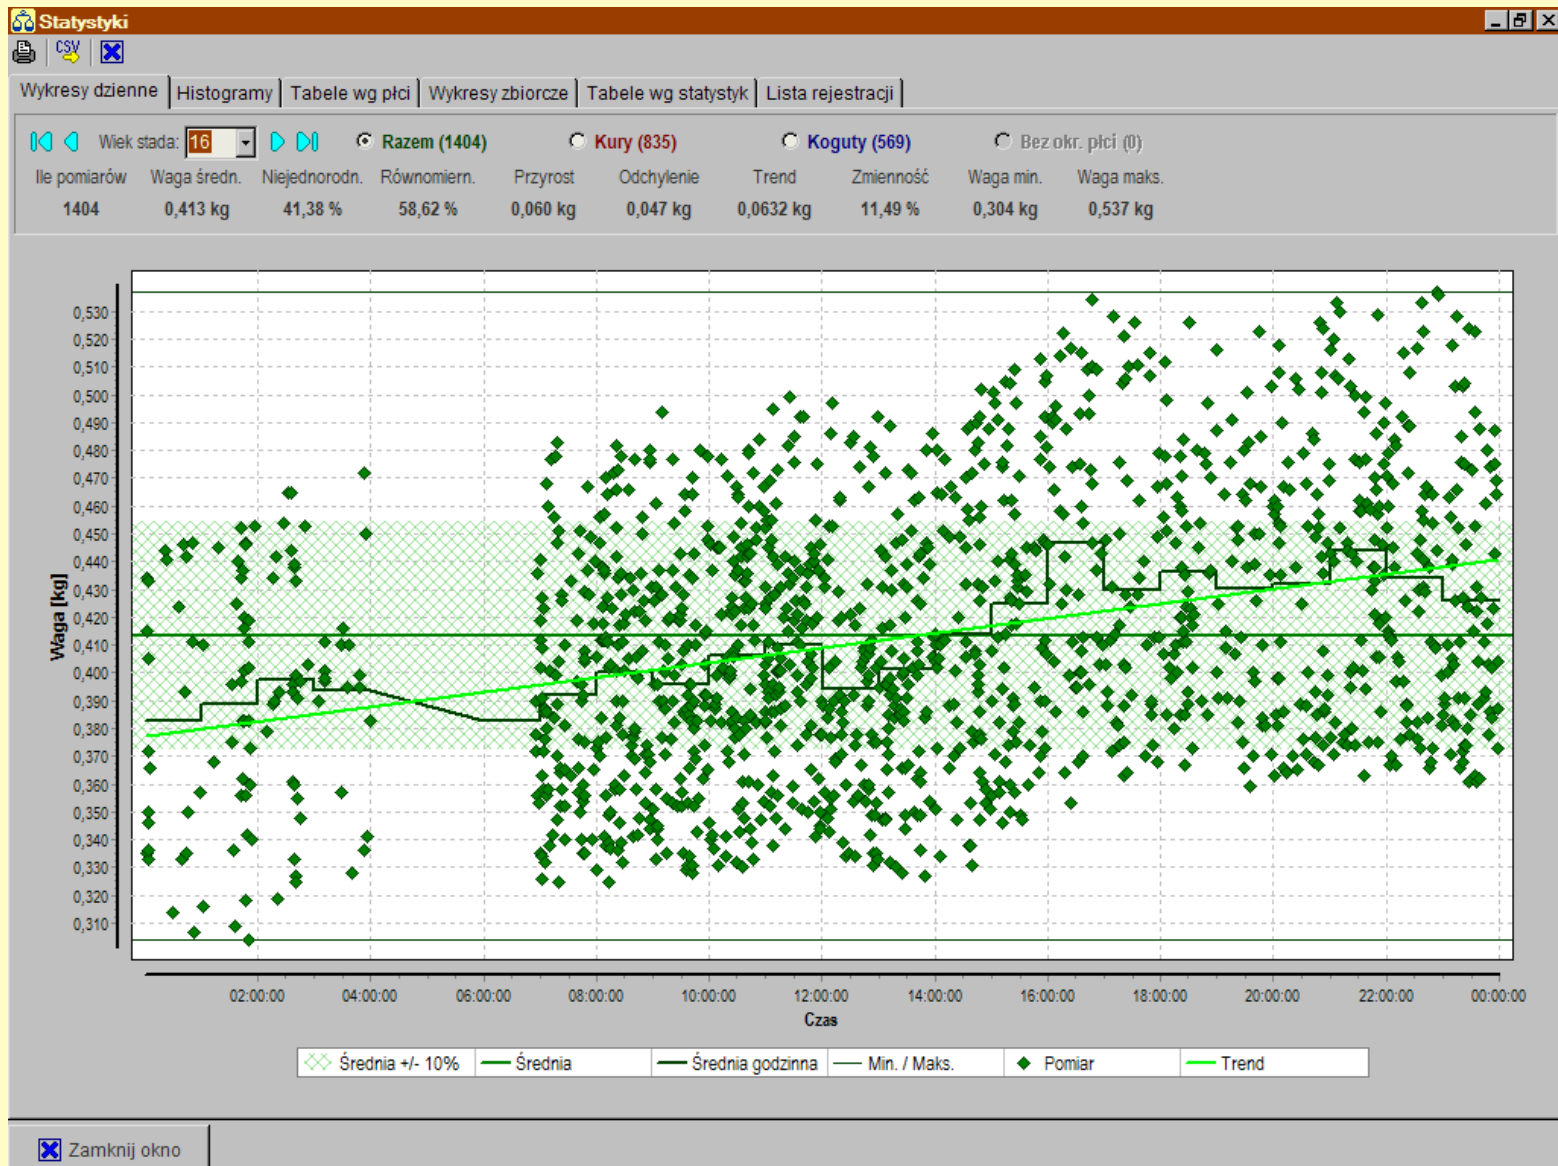 Statystyki
CSV
Wykresy dzienne Histogramy Tabele wg płci Wykresy zbiorcze Tabele wg statystyk Lista rejestracji
Wiek stada: 16 Razem (1404) Kury (835) Koguty (569) Bez okr. płci (0)
Ile pomiarów Waga średn. Niejednorodn. Równomiern. Przyrost Odchylenie Trend Zmienność Waga min. Waga maks.
1404 0,413 kg 41,38 % 58,62 % 0,060 kg 0,047 kg 0,0632 kg 11,49 % 0,304 kg 0,537 kg
0,530
0,520
0,510
0,500
0,490
0,480
0,470
0,460
0,450
0,440
0,430
0,420
0,410
0,400
0,390
0,380
0,370
0,360
0,350
0,340
0,330
0,320
0,310
Waga [kg]
02:00:00 04:00:00 06:00:00 08:00:00 10:00:00 12:00:00 14:00:00 16:00:00 18:00:00 20:00:00 22:00:00 00:00:00
Czas
Średnia +/- 10% Średnia Średnia godzinna Min. / Maks. Pomiar Trend
Zamknij okno